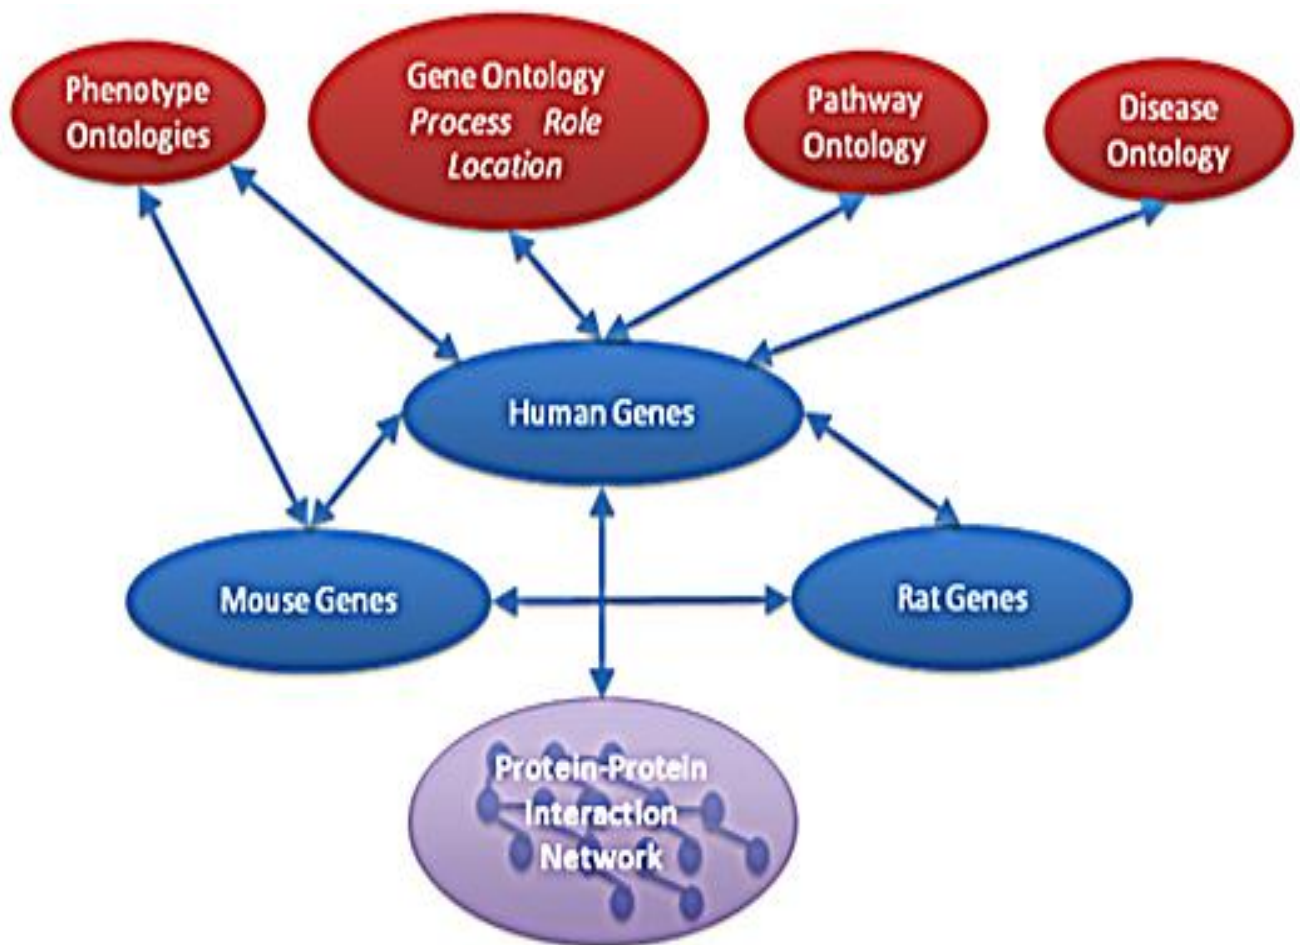 Phenotype
Ontologies
Gene Ontology
Process Role
Location
Pathway
Ontology
Disease
Ontology
Human Genes
Mouse Genes
Rat Genes
Protein-Protein
Interaction
Network